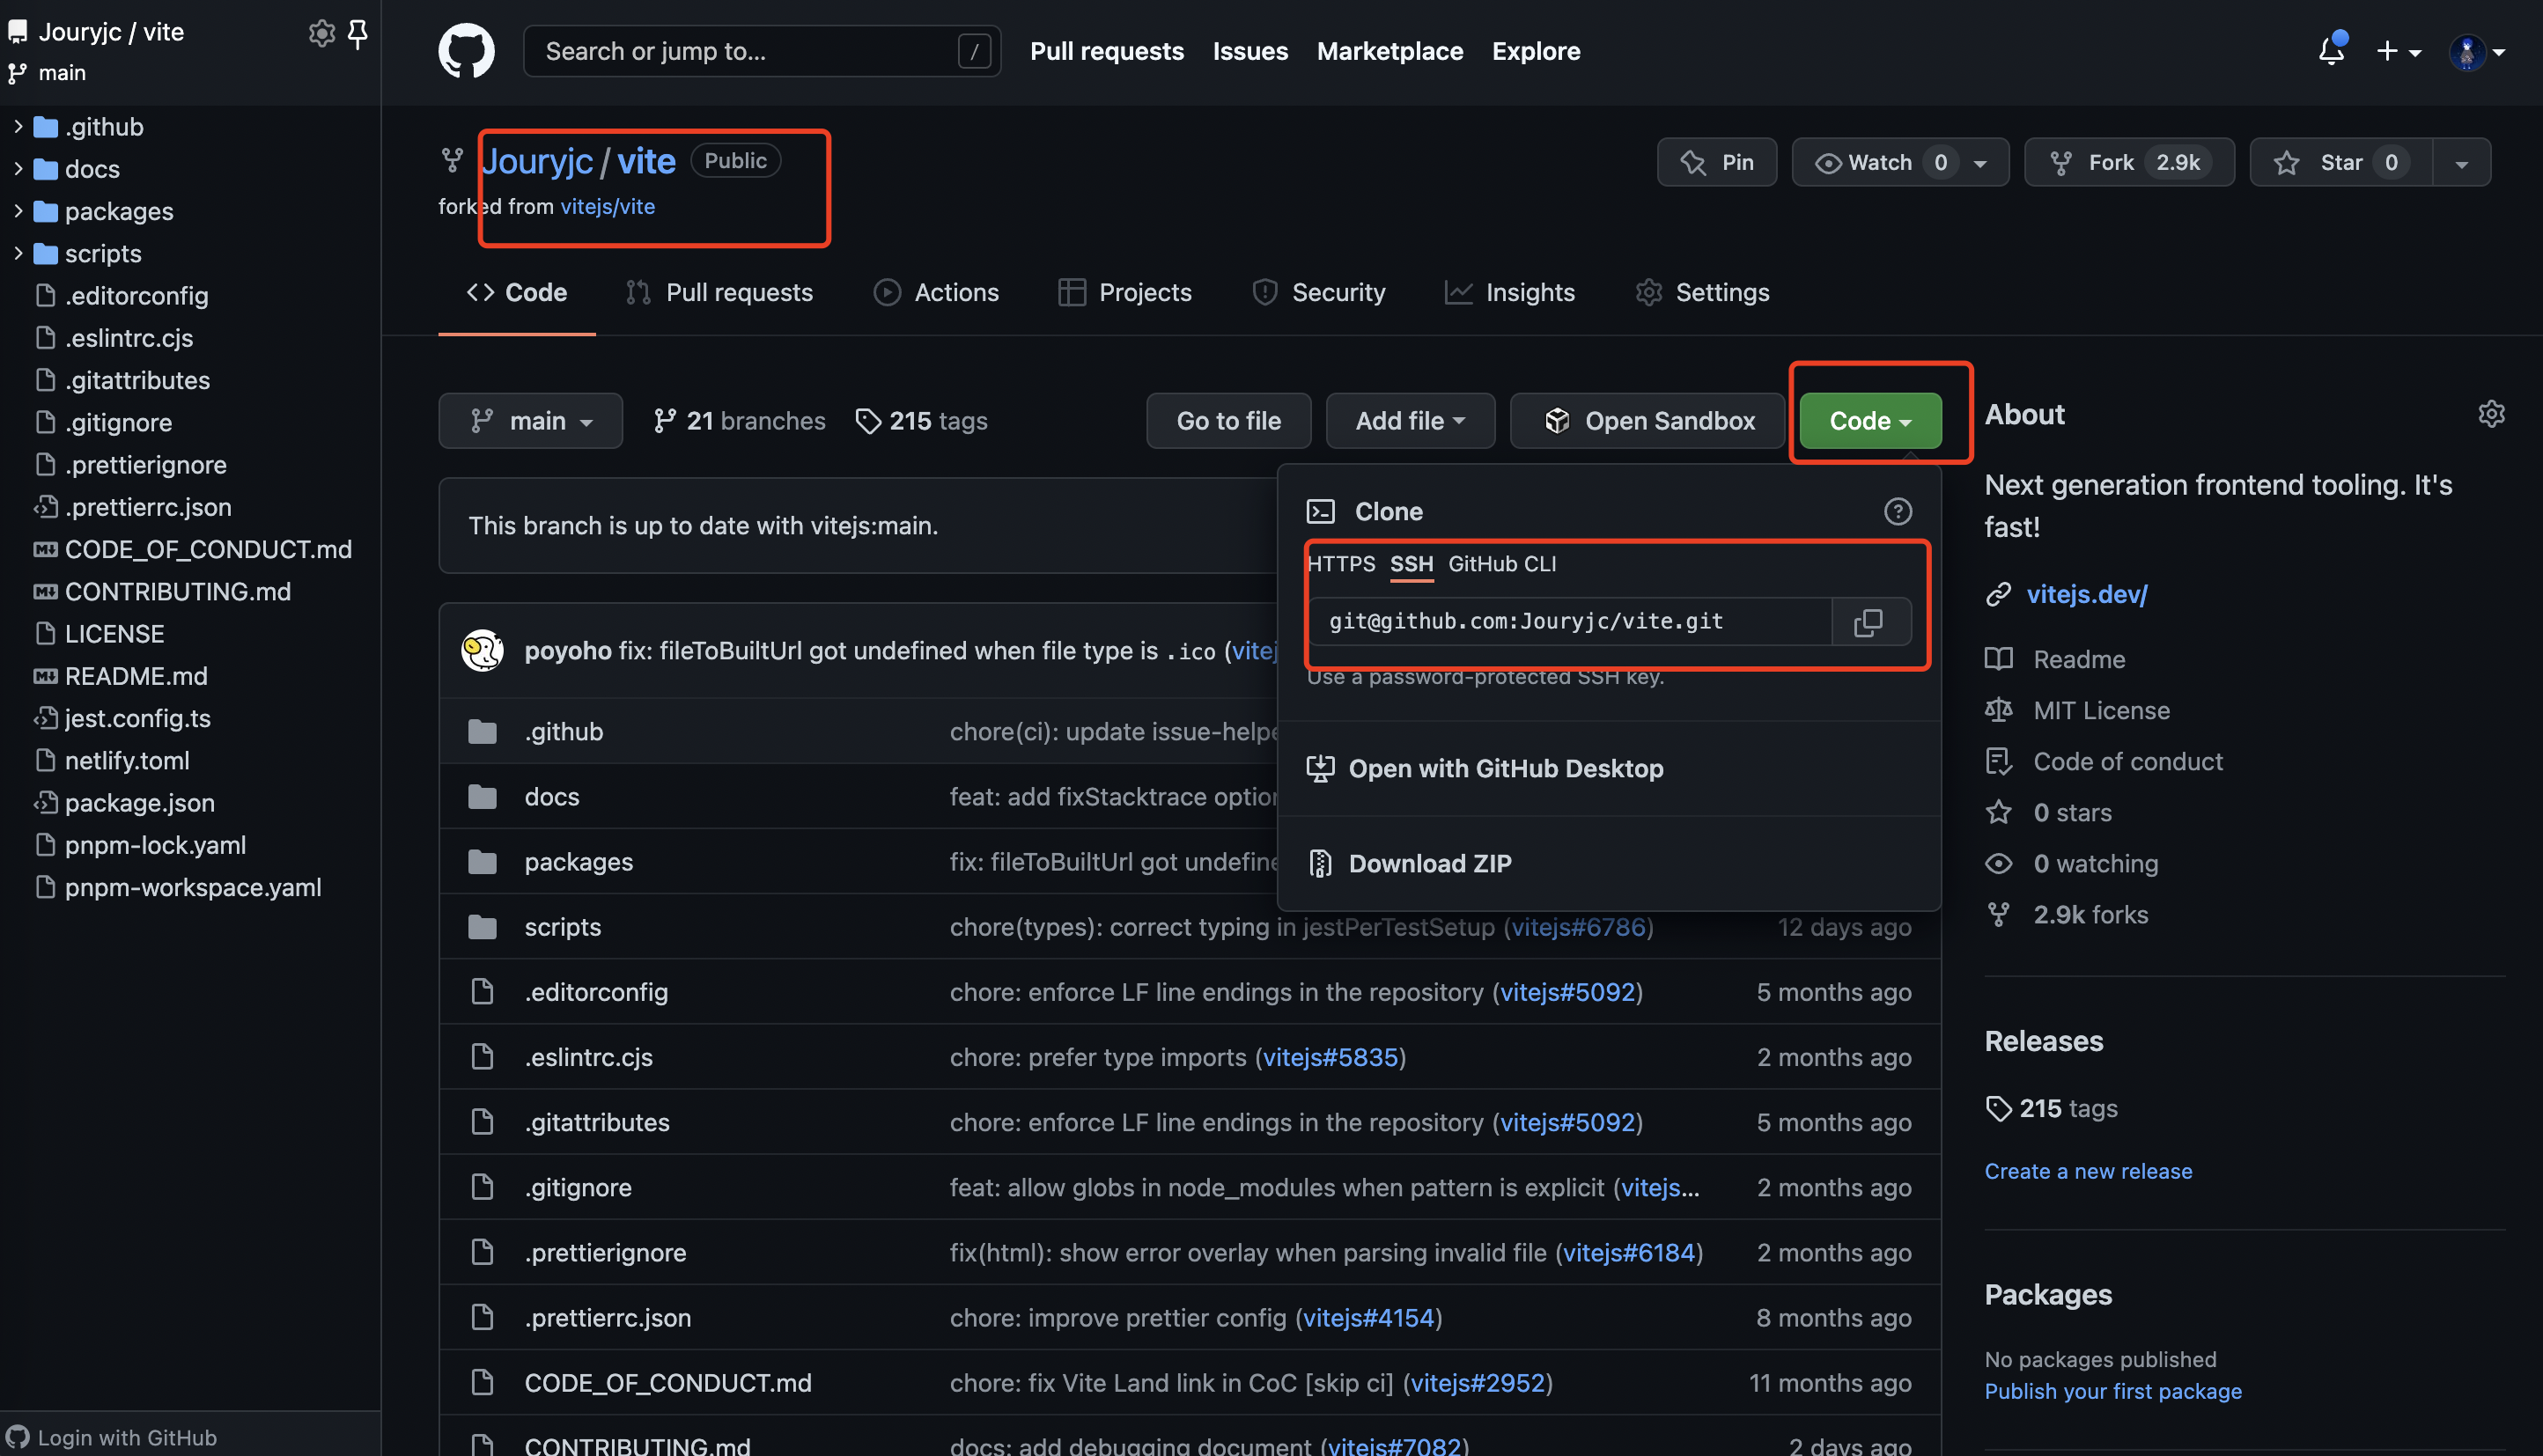 Jouryjc / vite
main
.github
docs
packages
scripts
.editorconfig
.eslintrc.cjs
.gitattributes
.gitignore
.prettierignore
.prettierrc.json
CODE_OF_CONDUCT.md
CONTRIBUTING.md
LICENSE
README.md
jest.config.ts
netlify.toml
package.json
pnpm-lock.yaml
pnpm-workspace.yaml
Login with GitHub
Search or jump to... /
Pull requests Issues Marketplace Explore
Jouryjc / vite Public
forked from vitejs/vite
Pin Watch 0 Fork 2.9k Star 0
Code Pull requests Actions Projects Security Insights Settings
main 21 branches 215 tags Go to file Add file Open Sandbox Code
Clone
HTTPS SSH GitHub CLI
git@github.com:Jouryjc/vite.git
Use a password-protected SSH key.
Open with GitHub Desktop
Download ZIP
This branch is up to date with vitejs:main.
poyoho fix: fileToBuiltUrl got undefined when file type is .ico (vitej
.github chore(ci): update issue-helpe
docs feat: add fixStacktrace option
packages fix: fileToBuiltUrl got undefine
scripts chore(types): correct typing in jestPerTestSetup (vitejs#6786) 12 days ago
.editorconfig chore: enforce LF line endings in the repository (vitejs#5092) 5 months ago
.eslintrc.cjs chore: prefer type imports (vitejs#5835) 2 months ago
.gitattributes chore: enforce LF line endings in the repository (vitejs#5092) 5 months ago
.gitignore feat: allow globs in node_modules when pattern is explicit (vitejs... 2 months ago
.prettierignore fix(html): show error overlay when parsing invalid file (vitejs#6184) 2 months ago
.prettierrc.json chore: improve prettier config (vitejs#4154) 8 months ago
CODE_OF_CONDUCT.md chore: fix Vite Land link in CoC [skip ci] (vitejs#2952) 11 months ago
CONTRIBUTING.md docs: add debugging document (vitejs#7082) 2 days ago
About
Next generation frontend tooling. It's
fast!
vitejs.dev/
Readme
MIT License
Code of conduct
0 stars
0 watching
2.9k forks
Releases
215 tags
Create a new release
Packages
No packages published
Publish your first package